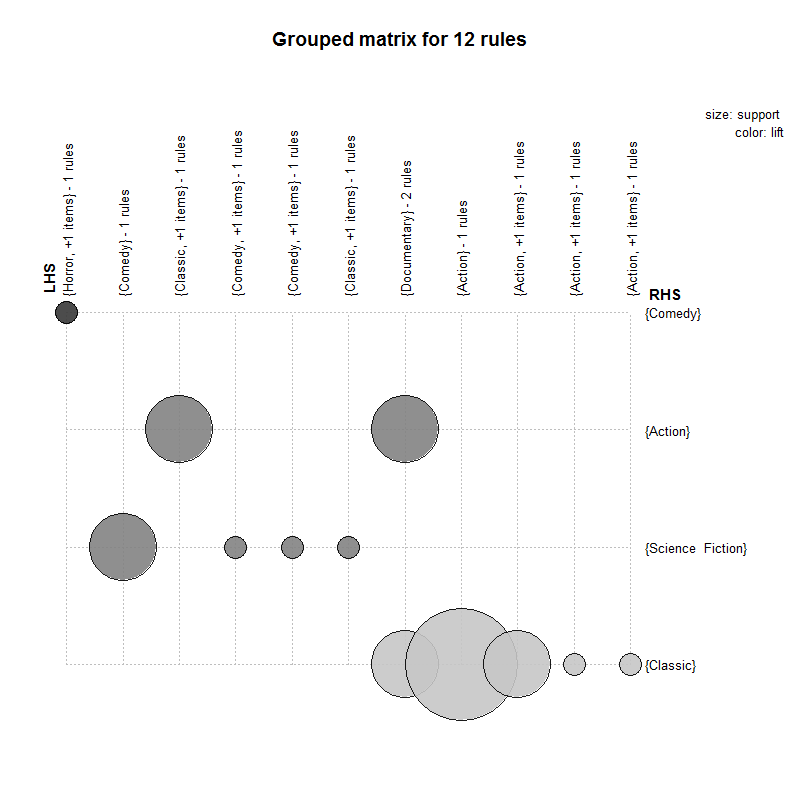 Grouped matrix for 12 rules
size: support
color: lift
LHS
{Horror, +1 items} - 1 rules
{Comedy} - 1 rules
{Classic, +1 items} - 1 rules
{Comedy, +1 items} - 1 rules
{Comedy, +1 items} - 1 rules
{Classic, +1 items} - 1 rules
{Documentary} - 2 rules
{Action} - 1 rules
{Action, +1 items} - 1 rules
{Action, +1 items} - 1 rules
{Action, +1 items} - 1 rules
RHS
{Comedy}
{Action}
{Science Fiction}
{Classic}